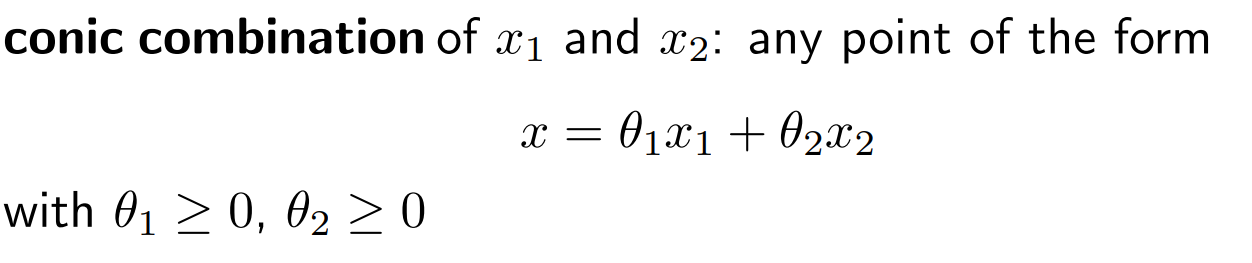 conic combination of x₁ and x₂: any point of the form
x = θ₁x₁ + θ₂x₂
with θ₁ ≥ 0, θ₂ ≥ 0